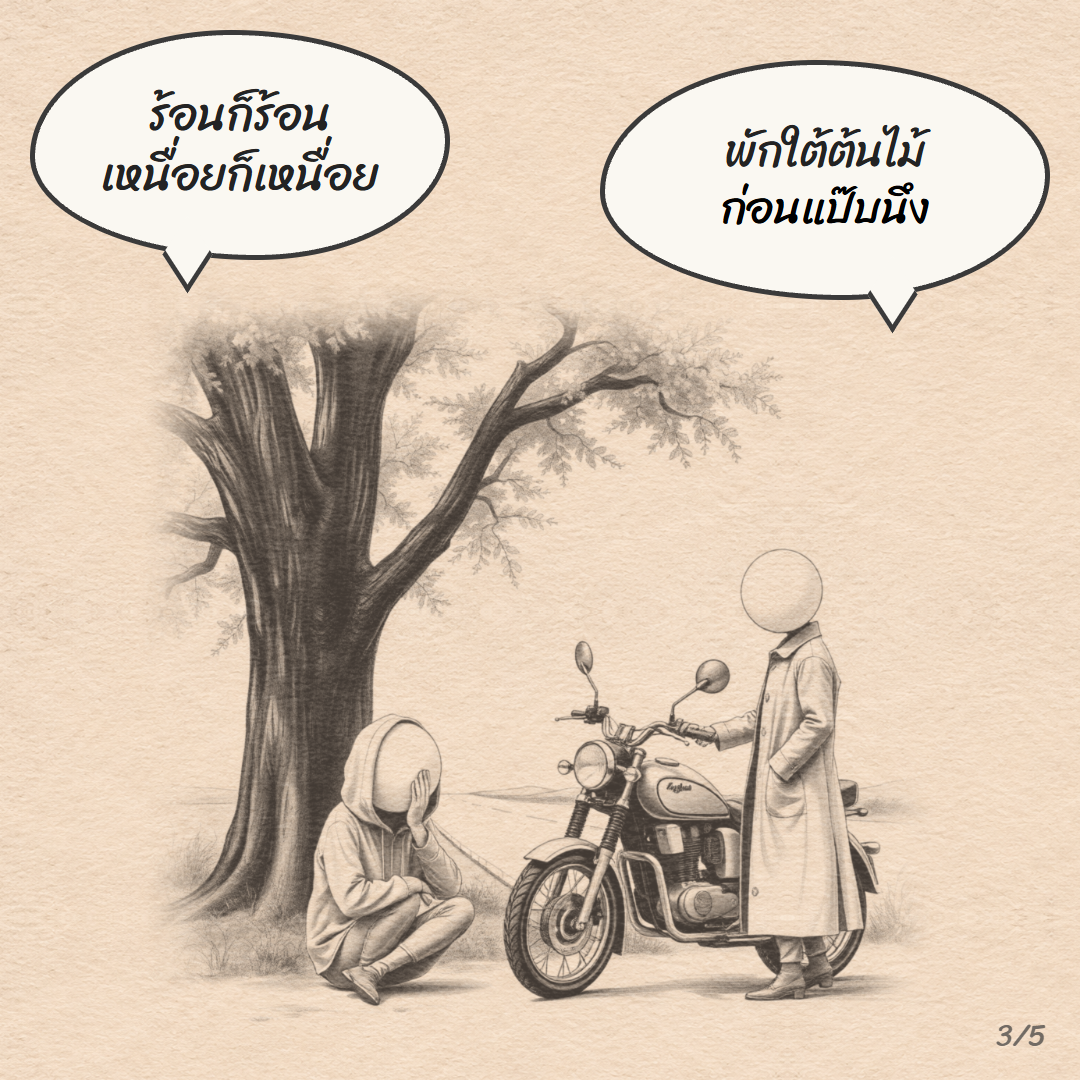 ร้อนก็ร้อน
เหนื่อยก็เหนื่อย
พักใต้ต้นไม้
ก่อนแป๊บนึง
3/5